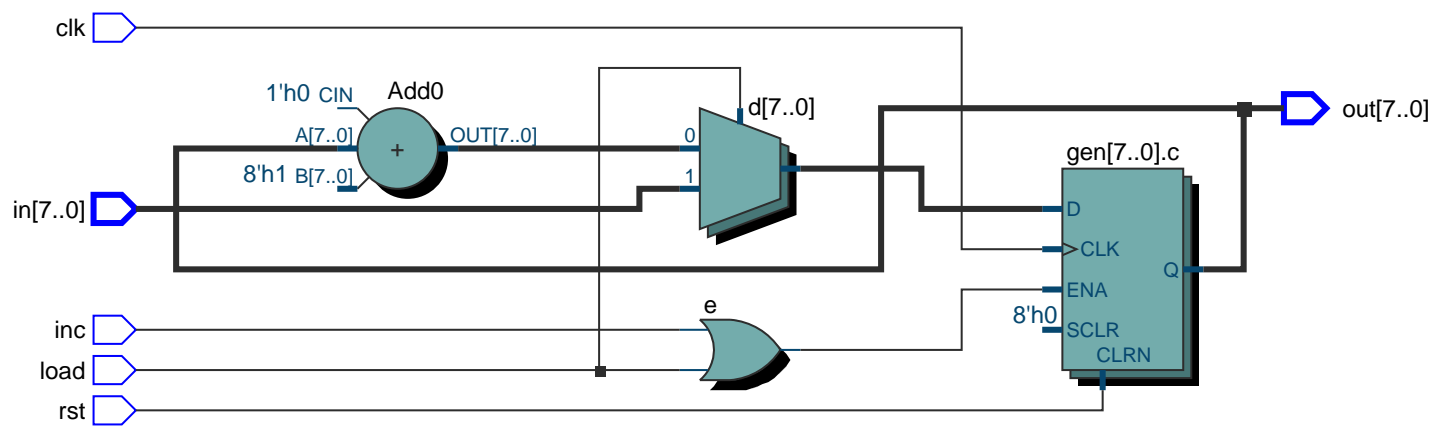 clk
1'h0 CIN
Add0
A[7..0]
+
OUT[7..0]
8'h1 B[7..0]
in[7..0]
d[7..0]
0
1
out[7..0]
gen[7..0].c
D
CLK
Q
ENA
8'h0
SCLR
CLRN
inc
e
load
rst